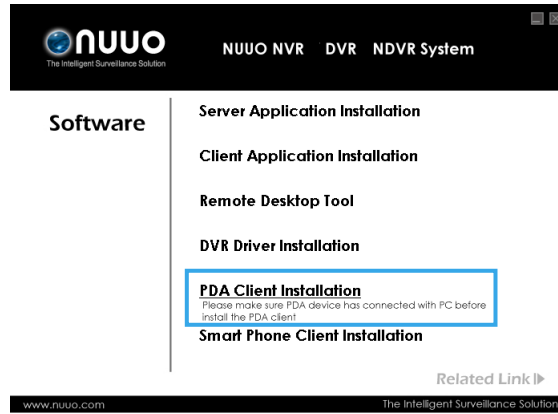 nuuo
The Intelligent Surveillance Solution
NUUO NVR DVR NDVR System
Software
Server Application Installation
Client Application Installation
Remote Desktop Tool
DVR Driver Installation
PDA Client Installation
Please make sure PDA device has connected with PC before
install the PDA client
Smart Phone Client Installation
Related Link
www.nuuo.com
The Intelligent Surveillance Solution